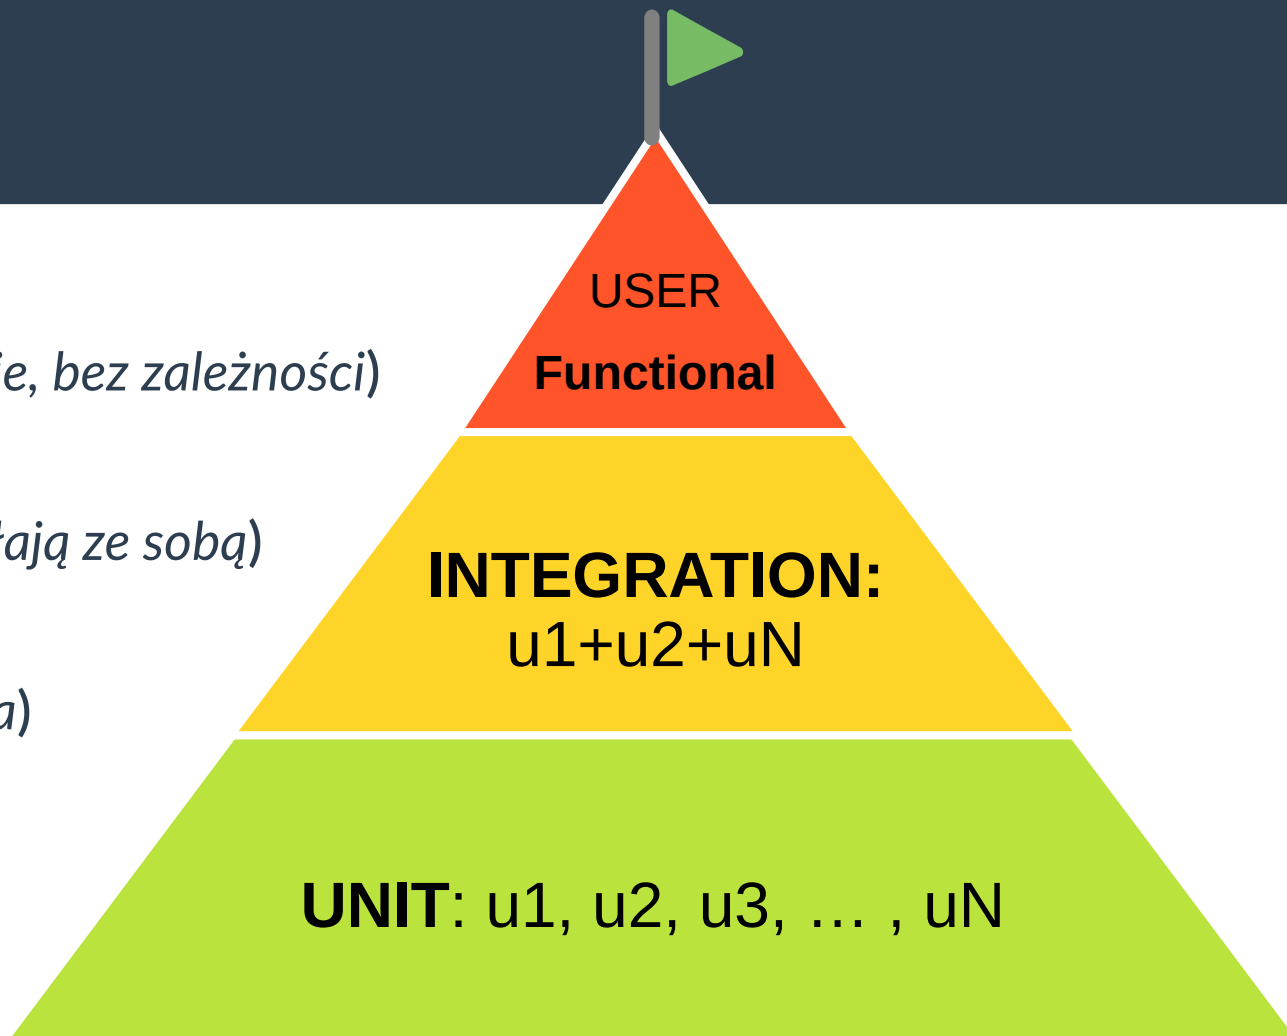 USER
e, bez zależności)
Functional
ają ze sobą)
INTEGRATION:
u1+u2+uN
a)
UNIT: u1, u2, u3, … , uN